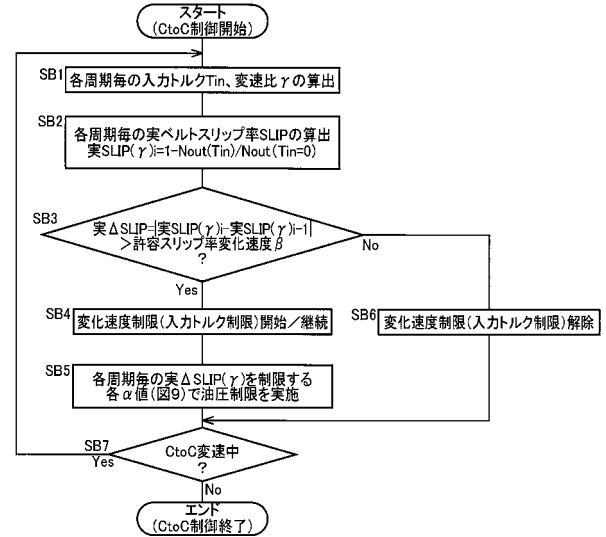 スタート
(CtoC制御開始)
SB1
各周期毎の入力トルクTin、変速比γの算出
SB2
各周期毎の実ベルトスリップ率SLIPの算出
実SLIP(γ)i=1-Nout(Tin)/Nout(Tin=0)
SB3
実ΔSLIP=|実SLIP(γ)i-実SLIP(γ)i-1|
>許容スリップ率変化速度β
?
No
Yes
SB4
変化速度制限(入力トルク制限)開始/継続
SB6
変化速度制限(入力トルク制限)解除
SB5
各周期毎の実ΔSLIP(γ)を制限する
各α値(図9)で油圧制限を実施
SB7
Yes
CtoC変速中
?
No
エンド
(CtoC制御終了)